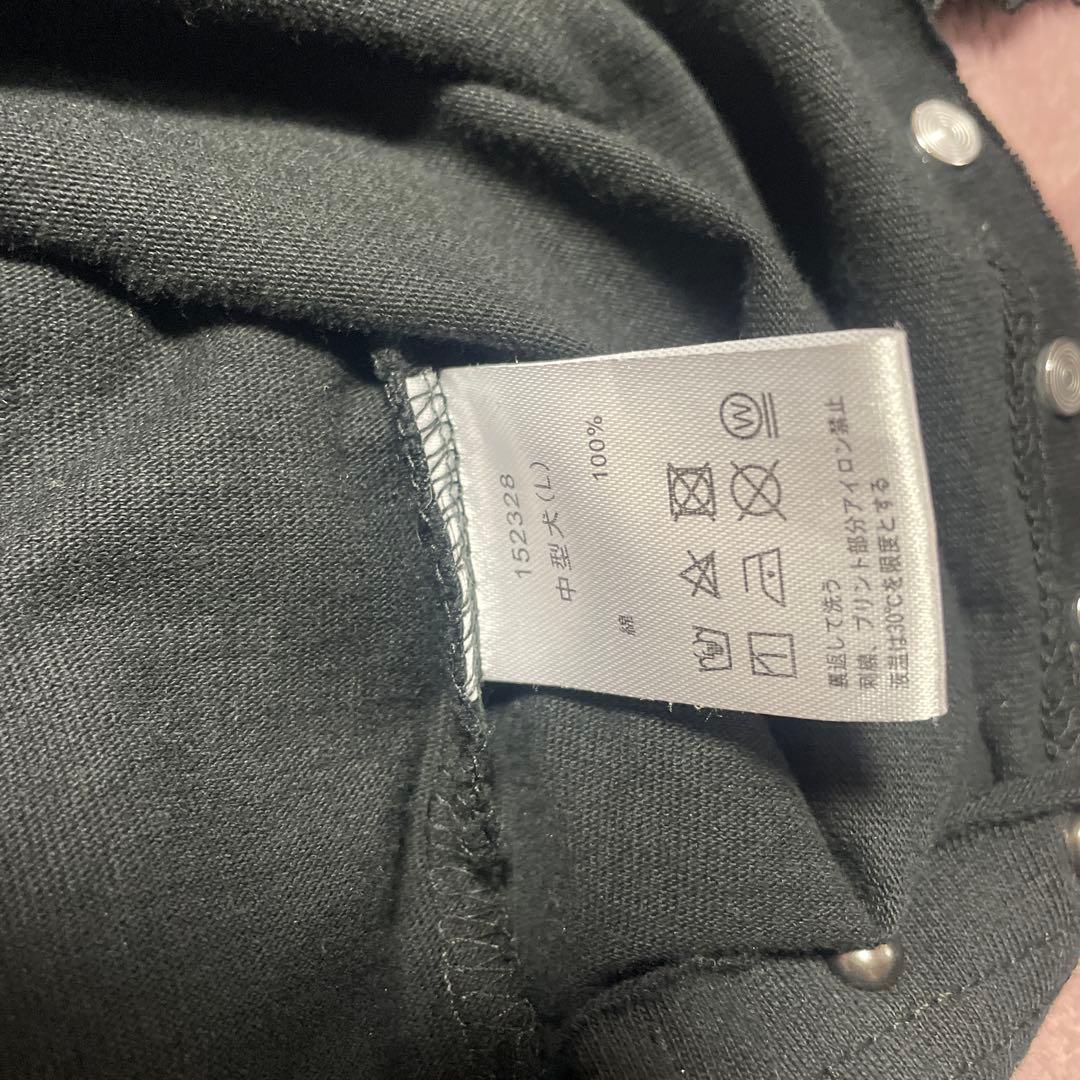 152328
中型犬(L)
綿 100%
W
裏返して洗う
刺繍、プリント部分アイロン禁止
液温は30℃を限度とする